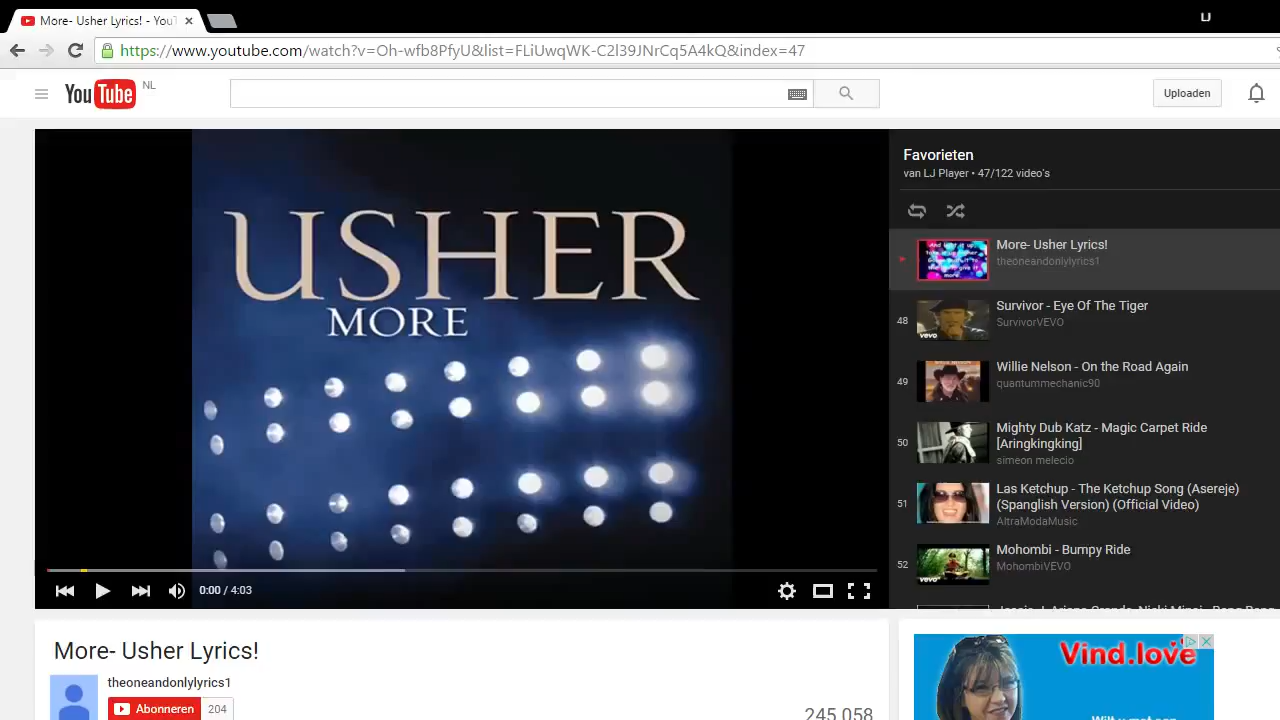 More- Usher Lyrics! - YouT
LJ
https://www.youtube.com/watch?v=Oh-wfb8PfyU&list=FLiUwqWK-C2l39JNrCq5A4kQ&index=47
YouTube NL
Uploaden
USHER
MORE
0:00 / 4:03
Favorieten
van LJ Player • 47/122 video's
More- Usher Lyrics!
theoneandonlylyrics1
48
Survivor - Eye Of The Tiger
SurvivorVEVO
vevo
49
Willie Nelson - On the Road Again
quantummechanic90
50
Mighty Dub Katz - Magic Carpet Ride
[Aringkingking]
simeon melecio
51
Las Ketchup - The Ketchup Song (Asereje)
(Spanglish Version) (Official Video)
AltraModaMusic
52
Mohombi - Bumpy Ride
MohombiVEVO
vevo
More- Usher Lyrics!
theoneandonlylyrics1
Abonneren 204
245.058
Vind.love